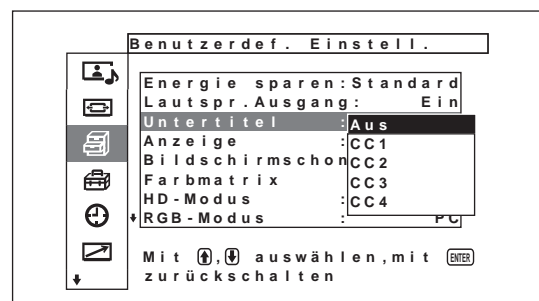 Benutzerdef. Einstell.
Energie sparen:Standard
Lautspr.Ausgang: Ein
Untertitel :Aus
Anzeige :CC1
Bildschirmschon CC2
Farbmatrix CC3
HD-Modus :CC4
RGB-Modus : PC
Mit ,  auswählen,mit ENTER
zurückschalten